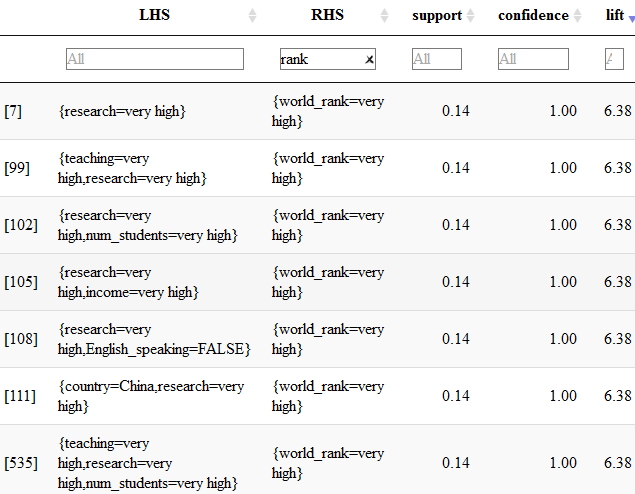 LHS RHS support confidence lift
All rank × All All A
[7] {research=very high} {world_rank=very high} 0.14 1.00 6.38
[99] {teaching=very high,research=very high} {world_rank=very high} 0.14 1.00 6.38
[102] {research=very high,num_students=very high} {world_rank=very high} 0.14 1.00 6.38
[105] {research=very high,income=very high} {world_rank=very high} 0.14 1.00 6.38
[108] {research=very high,English_speaking=FALSE} {world_rank=very high} 0.14 1.00 6.38
[111] {country=China,research=very high} {world_rank=very high} 0.14 1.00 6.38
[535] {teaching=very high,research=very high,num_students=very high} {world_rank=very high} 0.14 1.00 6.38